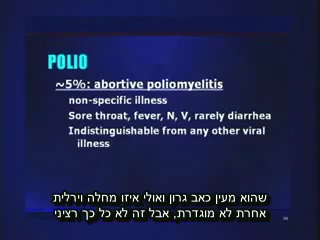 POLIO
~5%: abortive poliomyelitis
non-specific illness
Sore throat, fever, N, V, rarely diarrhea
Indistinguishable from any other viral
illness
שהוא מעין כאב גרון ואולי איזו מחלה וירלית
אחרת לא מוגדרת, אבל זה לא כל כך רציני